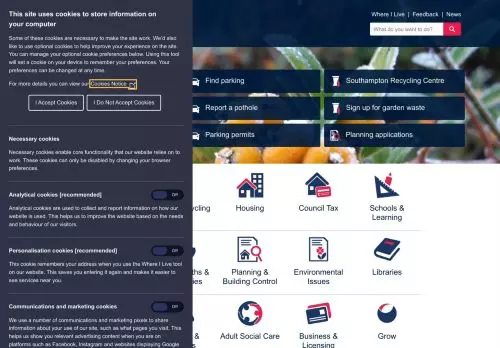 This site uses cookies to store information on
your computer
Some of these cookies are necessary to make the site work. We'd also
like to use optional cookies to help improve your experience on the site.
You can manage your optional cookie preferences below. Using this tool
will set a cookie on your device to remember your preferences. Your
preferences can be changed at any time.
For more details you can view our Cookies Notice
I Accept Cookies
I Do Not Accept Cookies
Necessary cookies
Necessary cookies enable core functionality that our website relies on to
work. These cookies can only be disabled by changing your browser
preferences.
Analytical cookies [recommended]
Off
Analytical cookies are used to collect and report information on how our
website is used. This helps us to improve the website based on the needs
and behaviour of our visitors.
Personalisation cookies [recommended]
Off
This cookie remembers your address when you use the Where I Live tool
on our website. This saves you entering it again and makes it easier to
see services near you.
Communications and marketing cookies
Off
We use a number of communications and marketing pixels to share
information about your use of our site, such as what pages you visit. This
helps us show you relevant advertising content when you are on
platforms such as Facebook, Instagram and websites displaying Google
Where I Live | Feedback | News
What do you want to do?
Find parking
Southampton Recycling Centre
Report a pothole
Sign up for garden waste
Parking permits
Planning applications
ycling
Housing
Council Tax
Schools &
Learning
ths &
es
Planning &
Building Control
Environmental
Issues
Libraries
&
s
Adult Social Care
Business &
Licensing
Grow